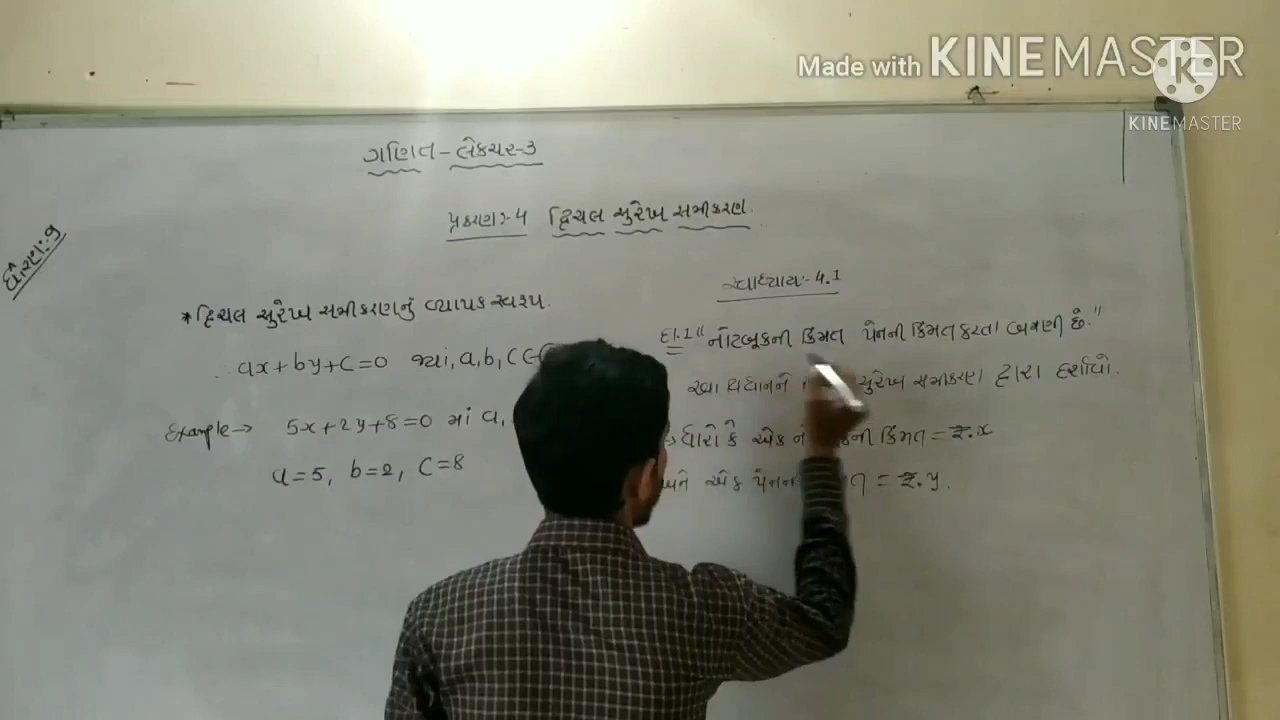 Made with KINEMASTER
KINEMASTER
ગણિત - લેક્ચર-૩
પ્રકરણ:-4 દ્વિચલ સુરેખ સમીકરણ.
ધોરણ:-9
સ્વાધ્યાય:-4.1
* દ્વિચલ સુરેખ સમીકરણનું વ્યાપક સ્વરૂપ.
ax+by+c=0 જ્યાં, a, b, c
Example → 5x+2y+8=0 માં a,
a=5, b=2, c=8
દા.1 "નોટબૂકની કિંમત પેનની કિંમત કરતા બમણી છે."
આ વિધાનને સુરેખ સમીકરણ દ્વારા દર્શાવો.
ધારો કે એક કિંમત = રૂ.x
અને એક = રૂ.y.